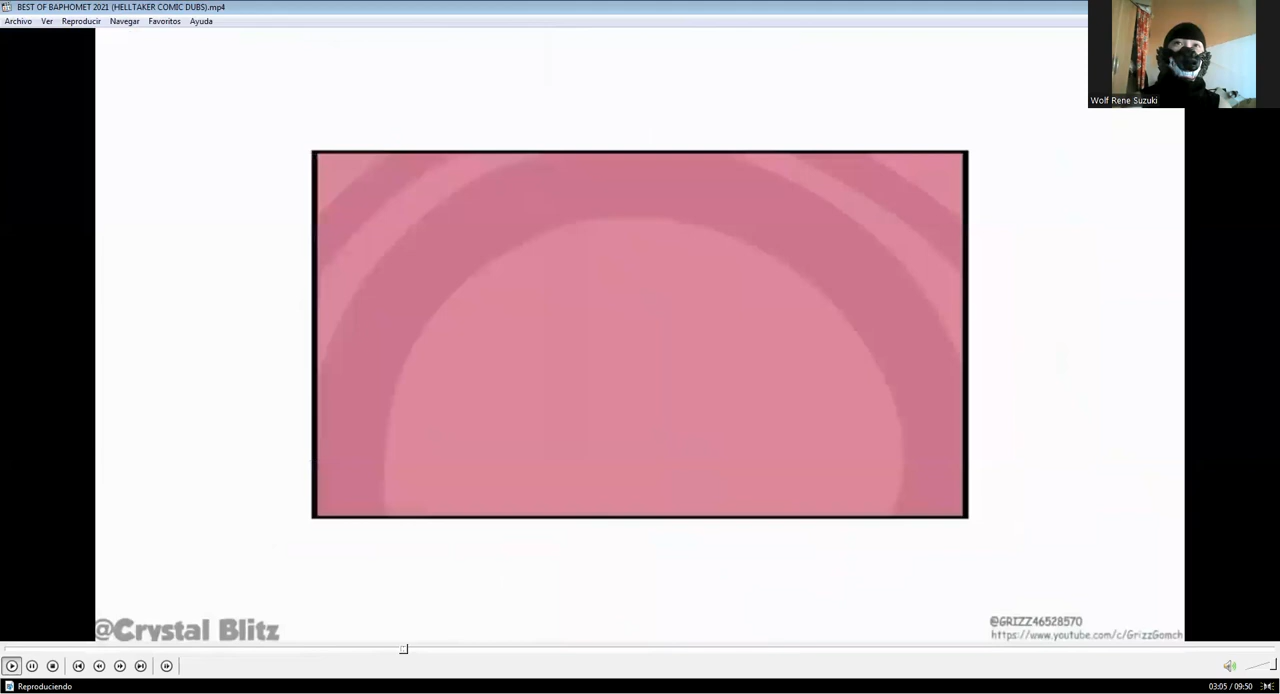 BEST OF BAPHOMET 2021 (HELLTAKER COMIC DUBS).mp4
Archivo Ver Reproducir Navegar Favoritos Ayuda
Wolf Rene Suzuki
@Crystal Blitz
@GRIZZ46528570
https://www.youtube.com/c/GrizzGomch
Reproduciendo
03:05 / 09:50